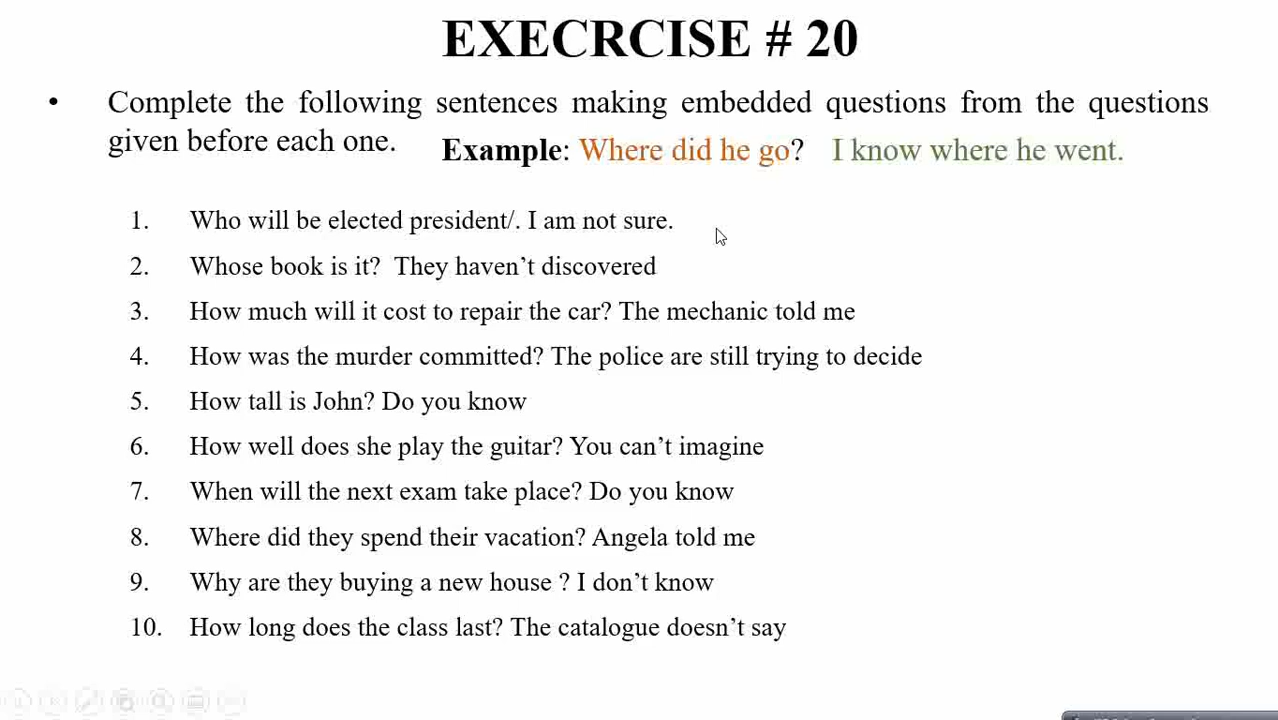 EXECRCISE # 20
• Complete the following sentences making embedded questions from the questions
given before each one. Example: Where did he go? I know where he went.
1. Who will be elected president/. I am not sure.
2. Whose book is it? They haven’t discovered
3. How much will it cost to repair the car? The mechanic told me
4. How was the murder committed? The police are still trying to decide
5. How tall is John? Do you know
6. How well does she play the guitar? You can’t imagine
7. When will the next exam take place? Do you know
8. Where did they spend their vacation? Angela told me
9. Why are they buying a new house ? I don’t know
10. How long does the class last? The catalogue doesn’t say